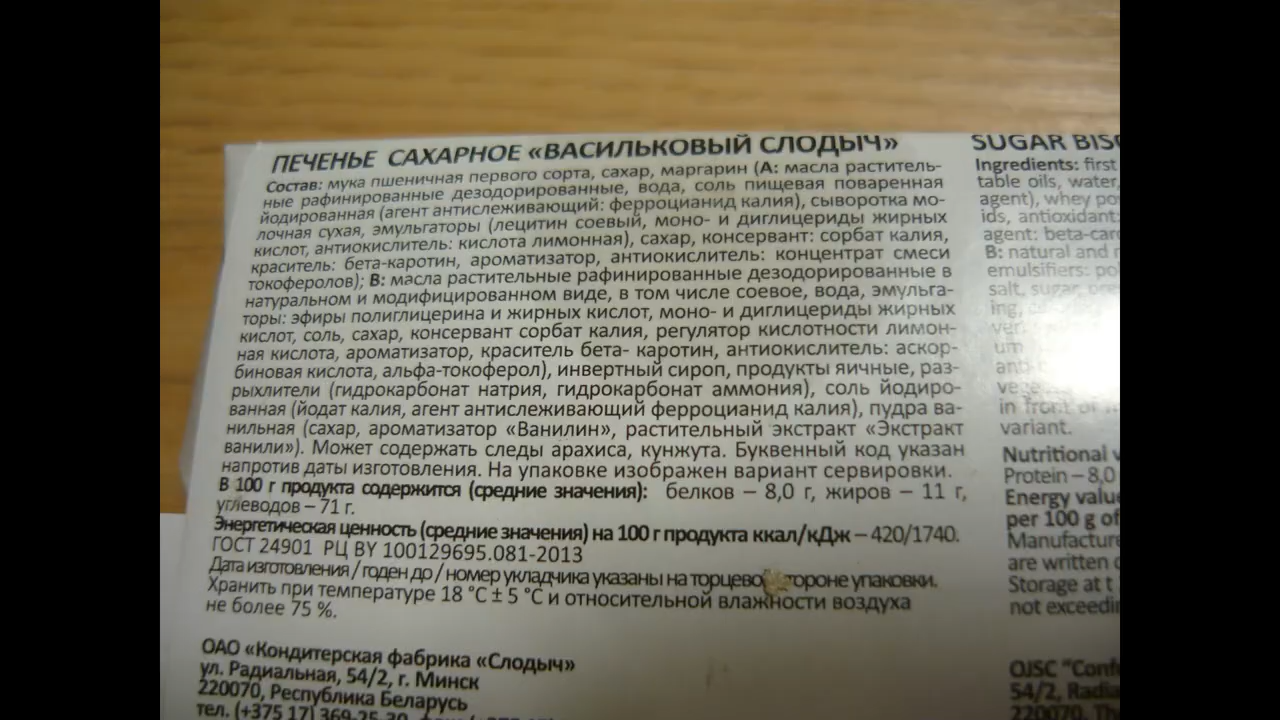 ПЕЧЕНЬЕ САХАРНОЕ «ВАСИЛЬКОВЫЙ СЛОДЫЧ»
Состав: мука пшеничная первого сорта, сахар, маргарин (А: масла раститель-
ные рафинированные дезодорированные, вода, соль пищевая поваренная
йодированная (агент антислеживающий: ферроцианид калия), сыворотка мо-
лочная сухая, эмульгаторы (лецитин соевый, моно- и диглицериды жирных
кислот, антиокислитель: кислота лимонная), сахар, консервант: сорбат калия,
краситель: бета-каротин, ароматизатор, антиокислитель: концентрат смеси
токоферолов); В: масла растительные рафинированные дезодорированные в
натуральном и модифицированном виде, в том числе соевое, вода, эмульга-
торы: эфиры полиглицерина и жирных кислот, моно- и диглицериды жирных
кислот, соль, сахар, консервант сорбат калия, регулятор кислотности лимон-
ная кислота, ароматизатор, краситель бета- каротин, антиокислитель: аскор-
биновая кислота, альфа-токоферол), инвертный сироп, продукты яичные, раз-
рыхлители (гидрокарбонат натрия, гидрокарбонат аммония), соль йодиро-
ванная (йодат калия, агент антислеживающий ферроцианид калия), пудра ва-
нильная (сахар, ароматизатор «Ванилин», растительный экстракт «Экстракт
ванили»). Может содержать следы арахиса, кунжута. Буквенный код указан
напротив даты изготовления. На упаковке изображен вариант сервировки.
В 100 г продукта содержится (средние значения): белков – 8,0 г, жиров – 11 г,
углеводов – 71 г.
Энергетическая ценность (средние значения) на 100 г продукта ккал/кДж – 420/1740.
ГОСТ 24901 РЦ BY 100129695.081-2013
Дата изготовления / годен до / номер укладчика указаны на торцевой стороне упаковки.
Хранить при температуре 18 °С ± 5 °С и относительной влажности воздуха
не более 75 %.
ОАО «Кондитерская фабрика «Слодыч»
ул. Радиальная, 54/2, г. Минск
220070, Республика Беларусь
тел. (+375 17) 369-25-30
SUGAR
Ingredients: first
table oils, water,
agent), whey
antioxidant:
agent:
B: natural and
emulsifiers:
salt, sugar,
in front of
variant.
Nutritional
Protein – 8,0
Energy value
per 100 g of
are written
Storage at t
not
OJSC
54/2,
220070,